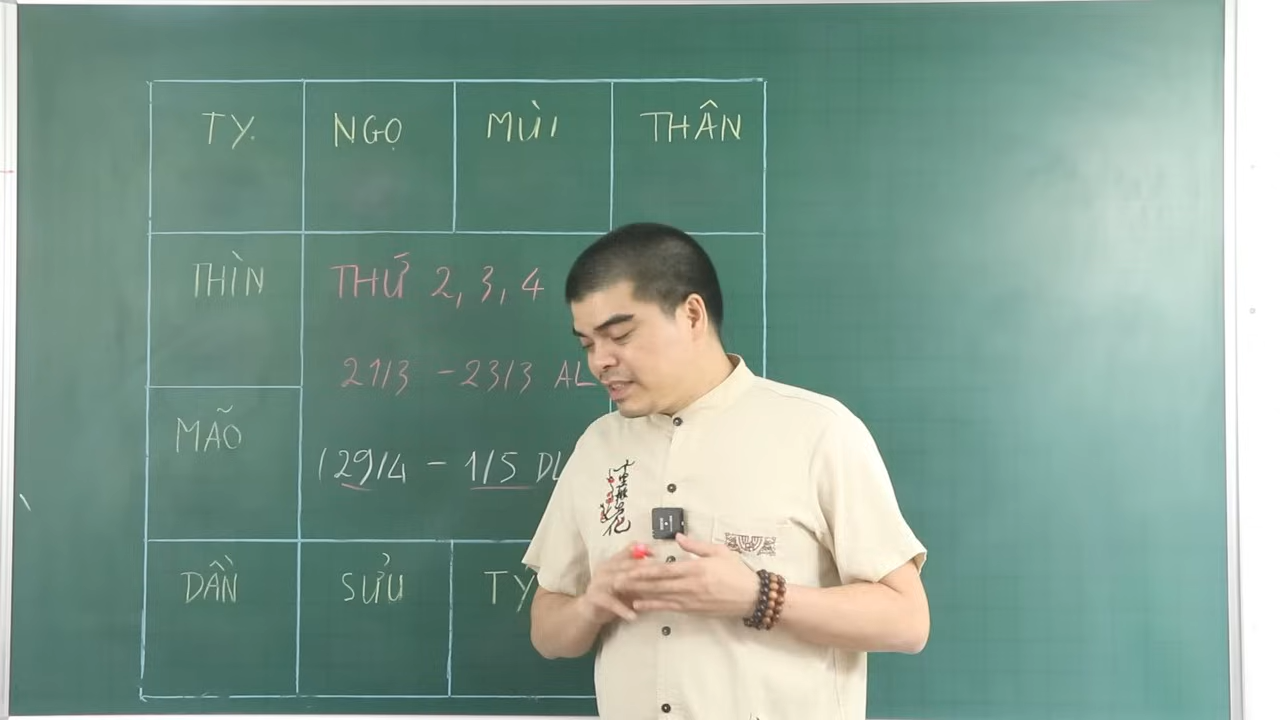 TỴ
NGỌ
MÙI
THÂN
THÌN
THỨ 2, 3, 4
21/3 - 23/3 AL
MÃO
(29/4 - 1/5 DL
DẦN
SỬU
TÝ